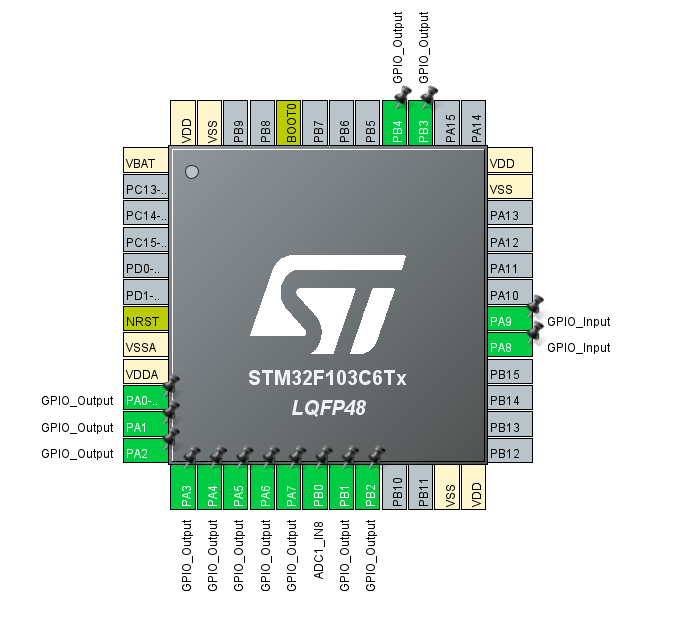 GPIO_Output
GPIO_Output
VDD
VSS
PB9
PB8
BOOT0
PB7
PB6
PB5
PB4
PB3
PA15
PA14
VBAT
PC13-..
PC14-..
PC15-..
PD0-..
PD1-..
NRST
VSSA
VDDA
GPIO_Output PA0-..
GPIO_Output PA1
GPIO_Output PA2
VDD
VSS
PA13
PA12
PA11
PA10
PA9 GPIO_Input
PA8 GPIO_Input
PB15
PB14
PB13
PB12
ST
STM32F103C6Tx
LQFP48
PA3
PA4
PA5
PA6
PA7
PB0
PB1
PB2
PB10
PB11
VSS
VDD
GPIO_Output
GPIO_Output
GPIO_Output
GPIO_Output
GPIO_Output
ADC1_IN8
GPIO_Output
GPIO_Output